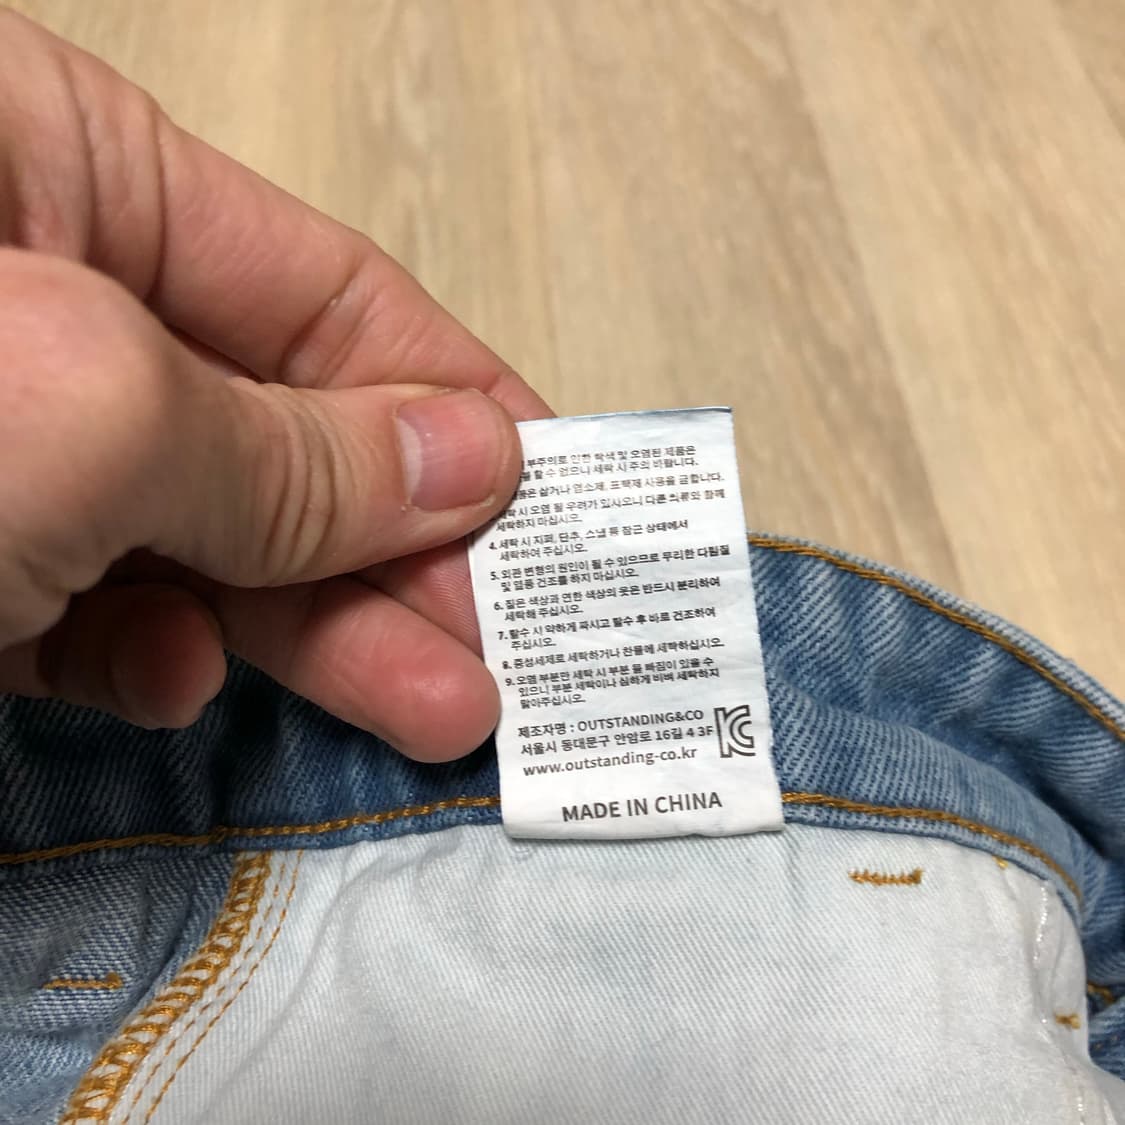 부주의로 인한 탁색 및 오염된 제품은
할 수 없으니 세탁 시 주의 바랍니다.
삶거나 염소제, 표백제 사용을 금합니다.
시 오염 될 우려가 있사오니 다른 의류와 함께
세탁하지 마십시오.
4. 세탁 시 지퍼, 단추, 스냅 등 잠근 상태에서
세탁하여 주십시오.
5. 외관 변형의 원인이 될 수 있으므로 무리한 다림질
및 열풍 건조를 하지 마십시오.
6. 짙은 색상과 연한 색상의 옷은 반드시 분리하여
세탁해 주십시오.
7. 탈수 시 약하게 짜시고 탈수 후 바로 건조하여
주십시오.
8. 중성세제로 세탁하거나 찬물에 세탁하십시오.
9. 오염 부분만 세탁 시 부분 물 빠짐이 있을 수
있으니 부분 세탁이나 심하게 비벼 세탁하지
말아주십시오.
제조자명 : OUTSTANDING&CO
서울시 동대문구 안암로 16길 4 3F
www.outstanding-co.kr
MADE IN CHINA